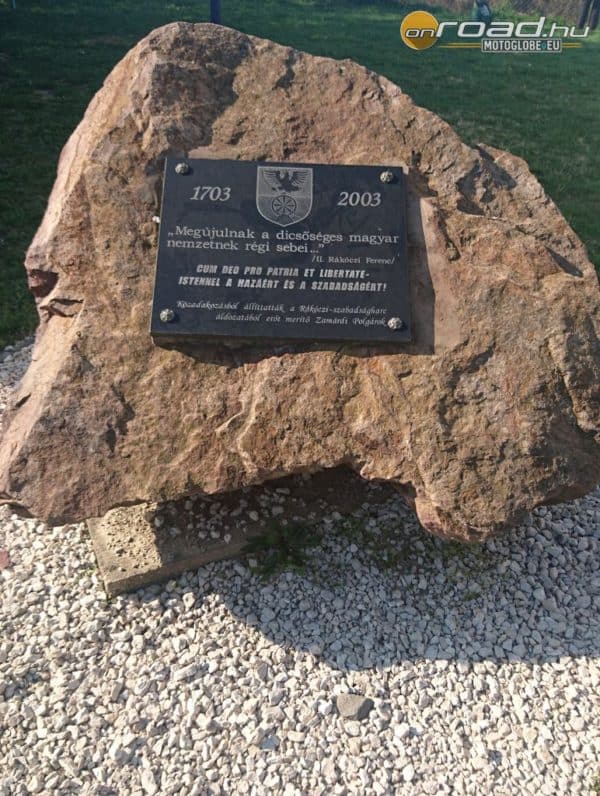 onroad.hu
MOTOGLOBE.EU
1703 2003
„Megújulnak a dicsőséges magyar
nemzetnek régi sebei..."
/II. Rákóczi Ferenc/
CUM DEO PRO PATRIA ET LIBERTATE-
ISTENNEL A HAZÁÉRT ÉS A SZABADSÁGÉRT!
Közadakozásból állíttatták a Rákóczi-szabadságharc
áldozatából erőt merítő Zamárdi Polgárok